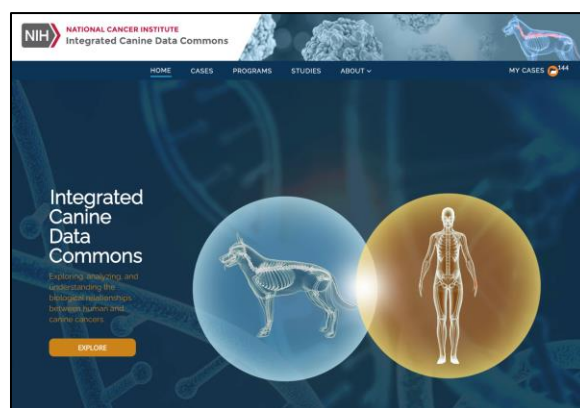 NIH NATIONAL CANCER INSTITUTE
Integrated Canine Data Commons
HOME CASES PROGRAMS STUDIES ABOUT MY CASES 144
Integrated
Canine
Data
Commons
Exploring, analyzing, and
understanding the
biological relationships
between human and
canine cancers
EXPLORE